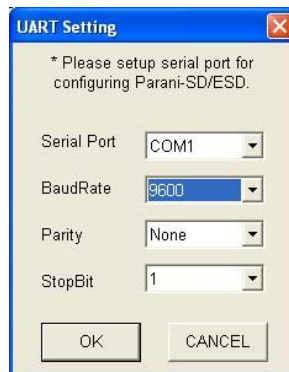 UART Setting
* Please setup serial port for
configuring Parani-SD/ESD.
Serial Port COM1
BaudRate 9600
Parity None
StopBit 1
OK CANCEL